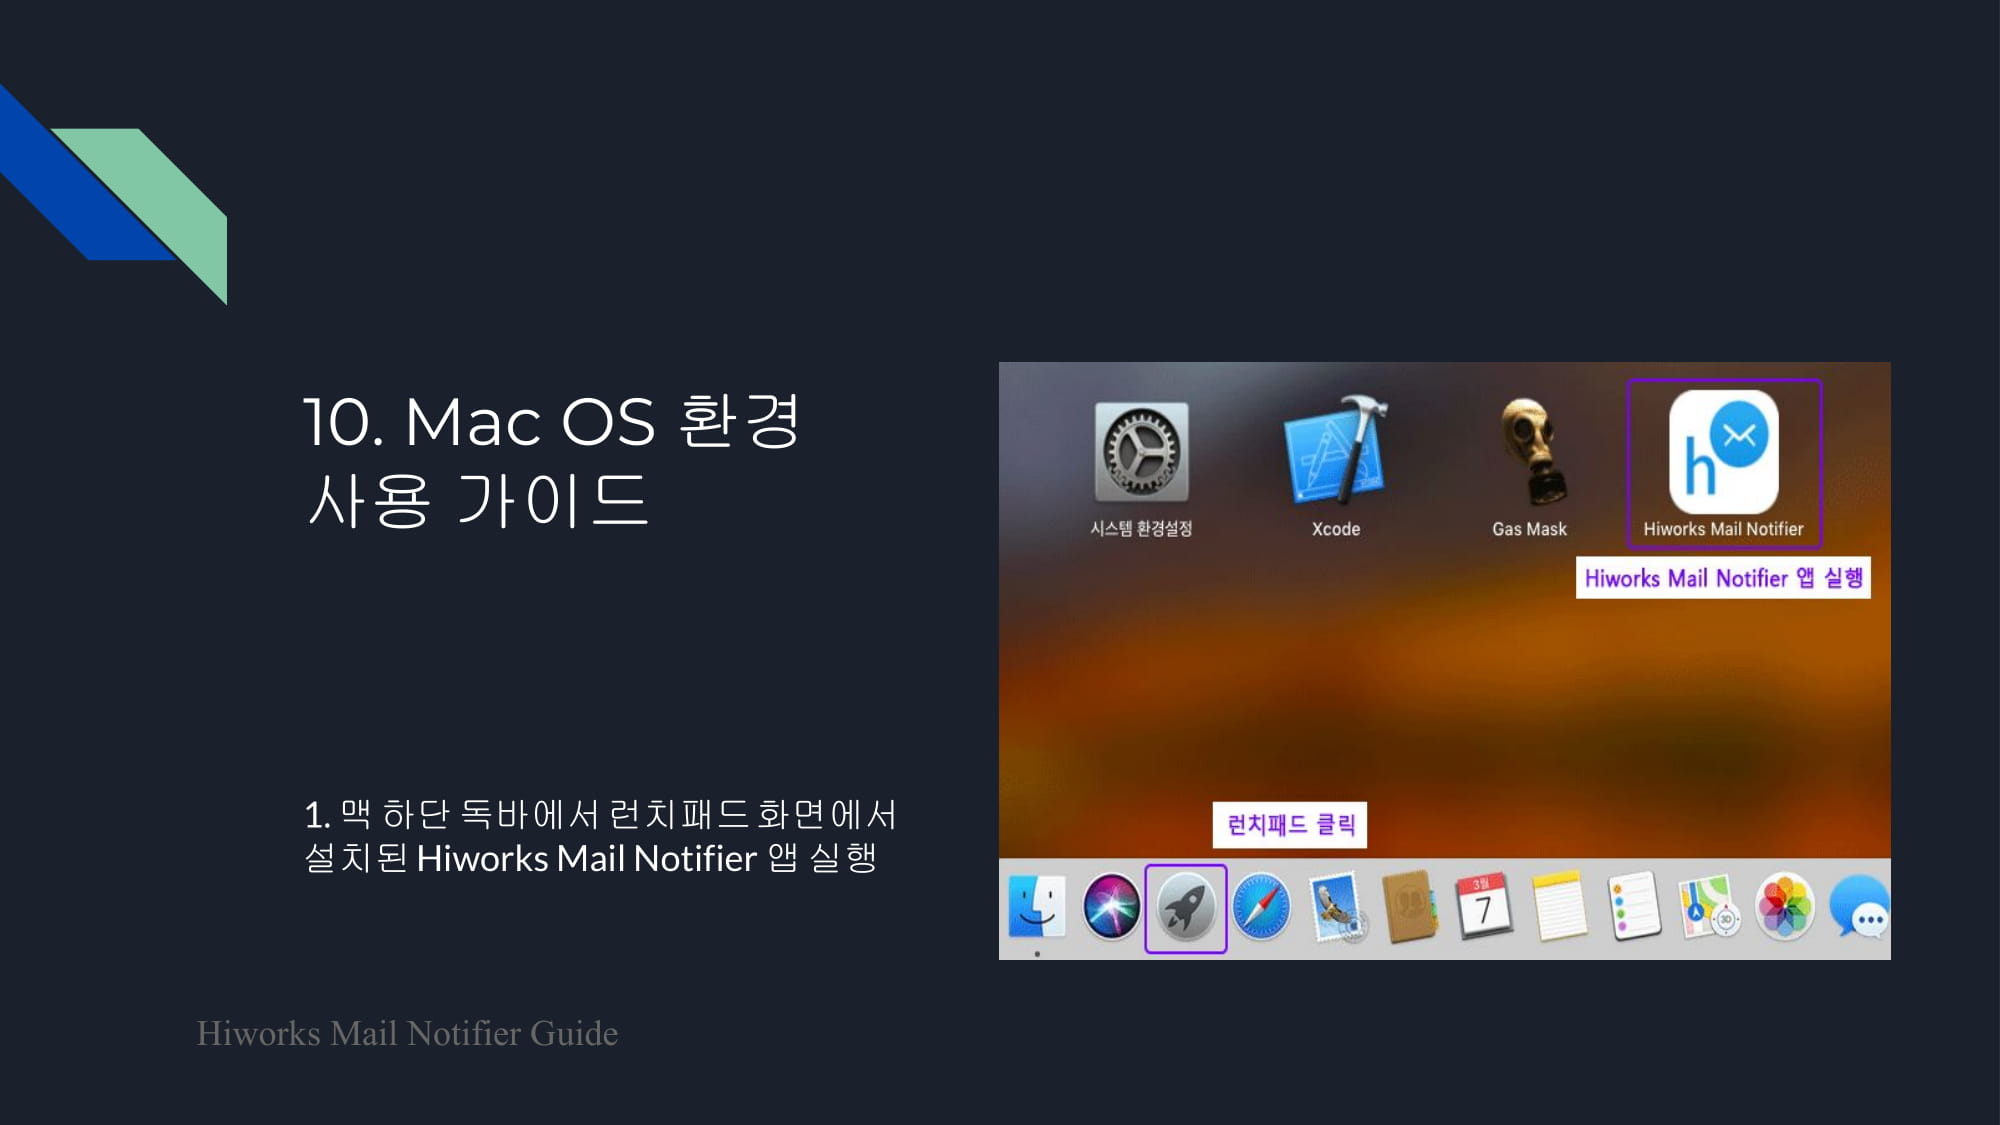 10. Mac OS 환경
사용 가이드
1. 맥 하단 독바에서 런치패드 화면에서
설치된 Hiworks Mail Notifier 앱 실행
h
시스템 환경설정
Xcode
Gas Mask
Hiworks Mail Notifier
Hiworks Mail Notifier 앱 실행
런치패드 클릭
3월
7
3D
Hiworks Mail Notifier Guide